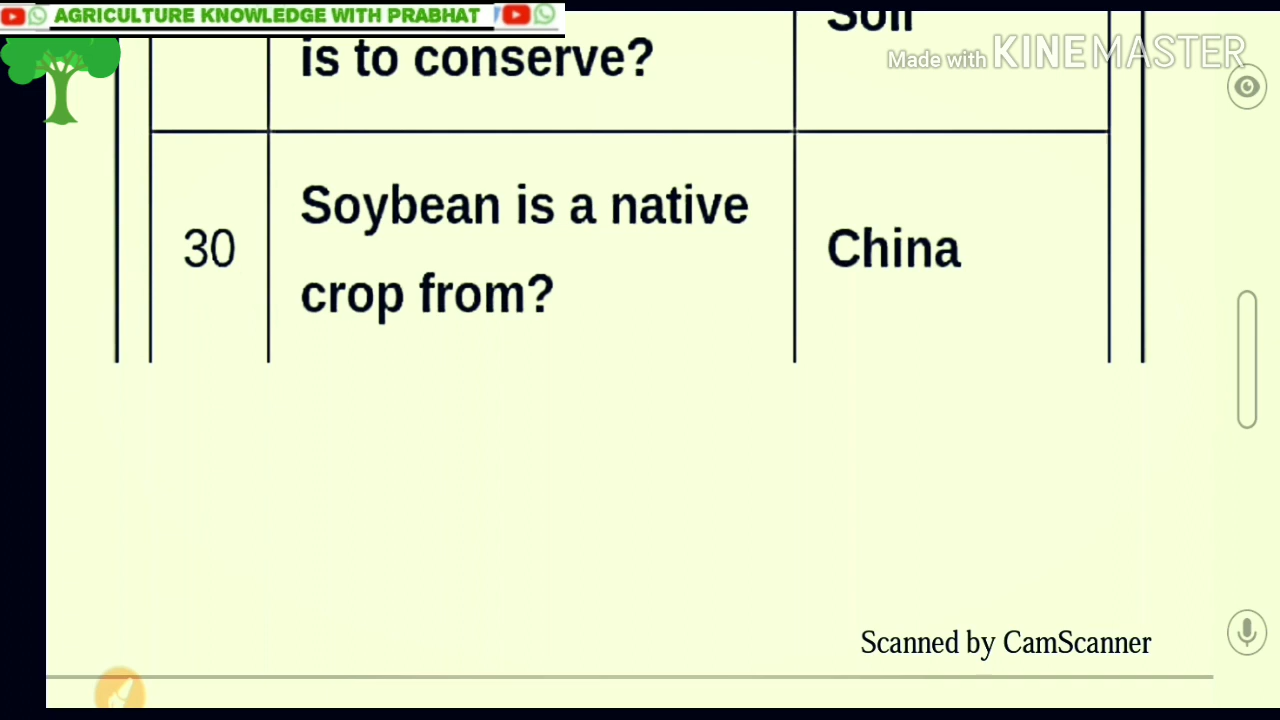 AGRICULTURE KNOWLEDGE WITH PRABHAT
Soil
is to conserve?
Made with KINEMASTER
30
Soybean is a native
crop from?
China
Scanned by CamScanner